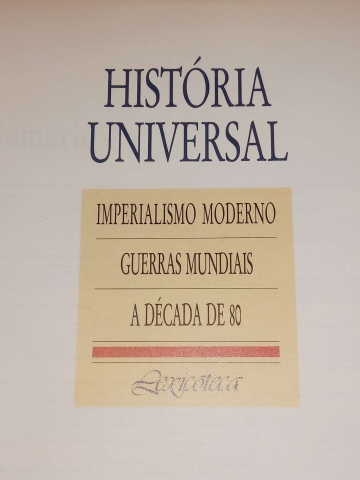 HISTÓRIA
UNIVERSAL
IMPERIALISMO MODERNO
GUERRAS MUNDIAIS
A DÉCADA DE 80
Lexicoteca